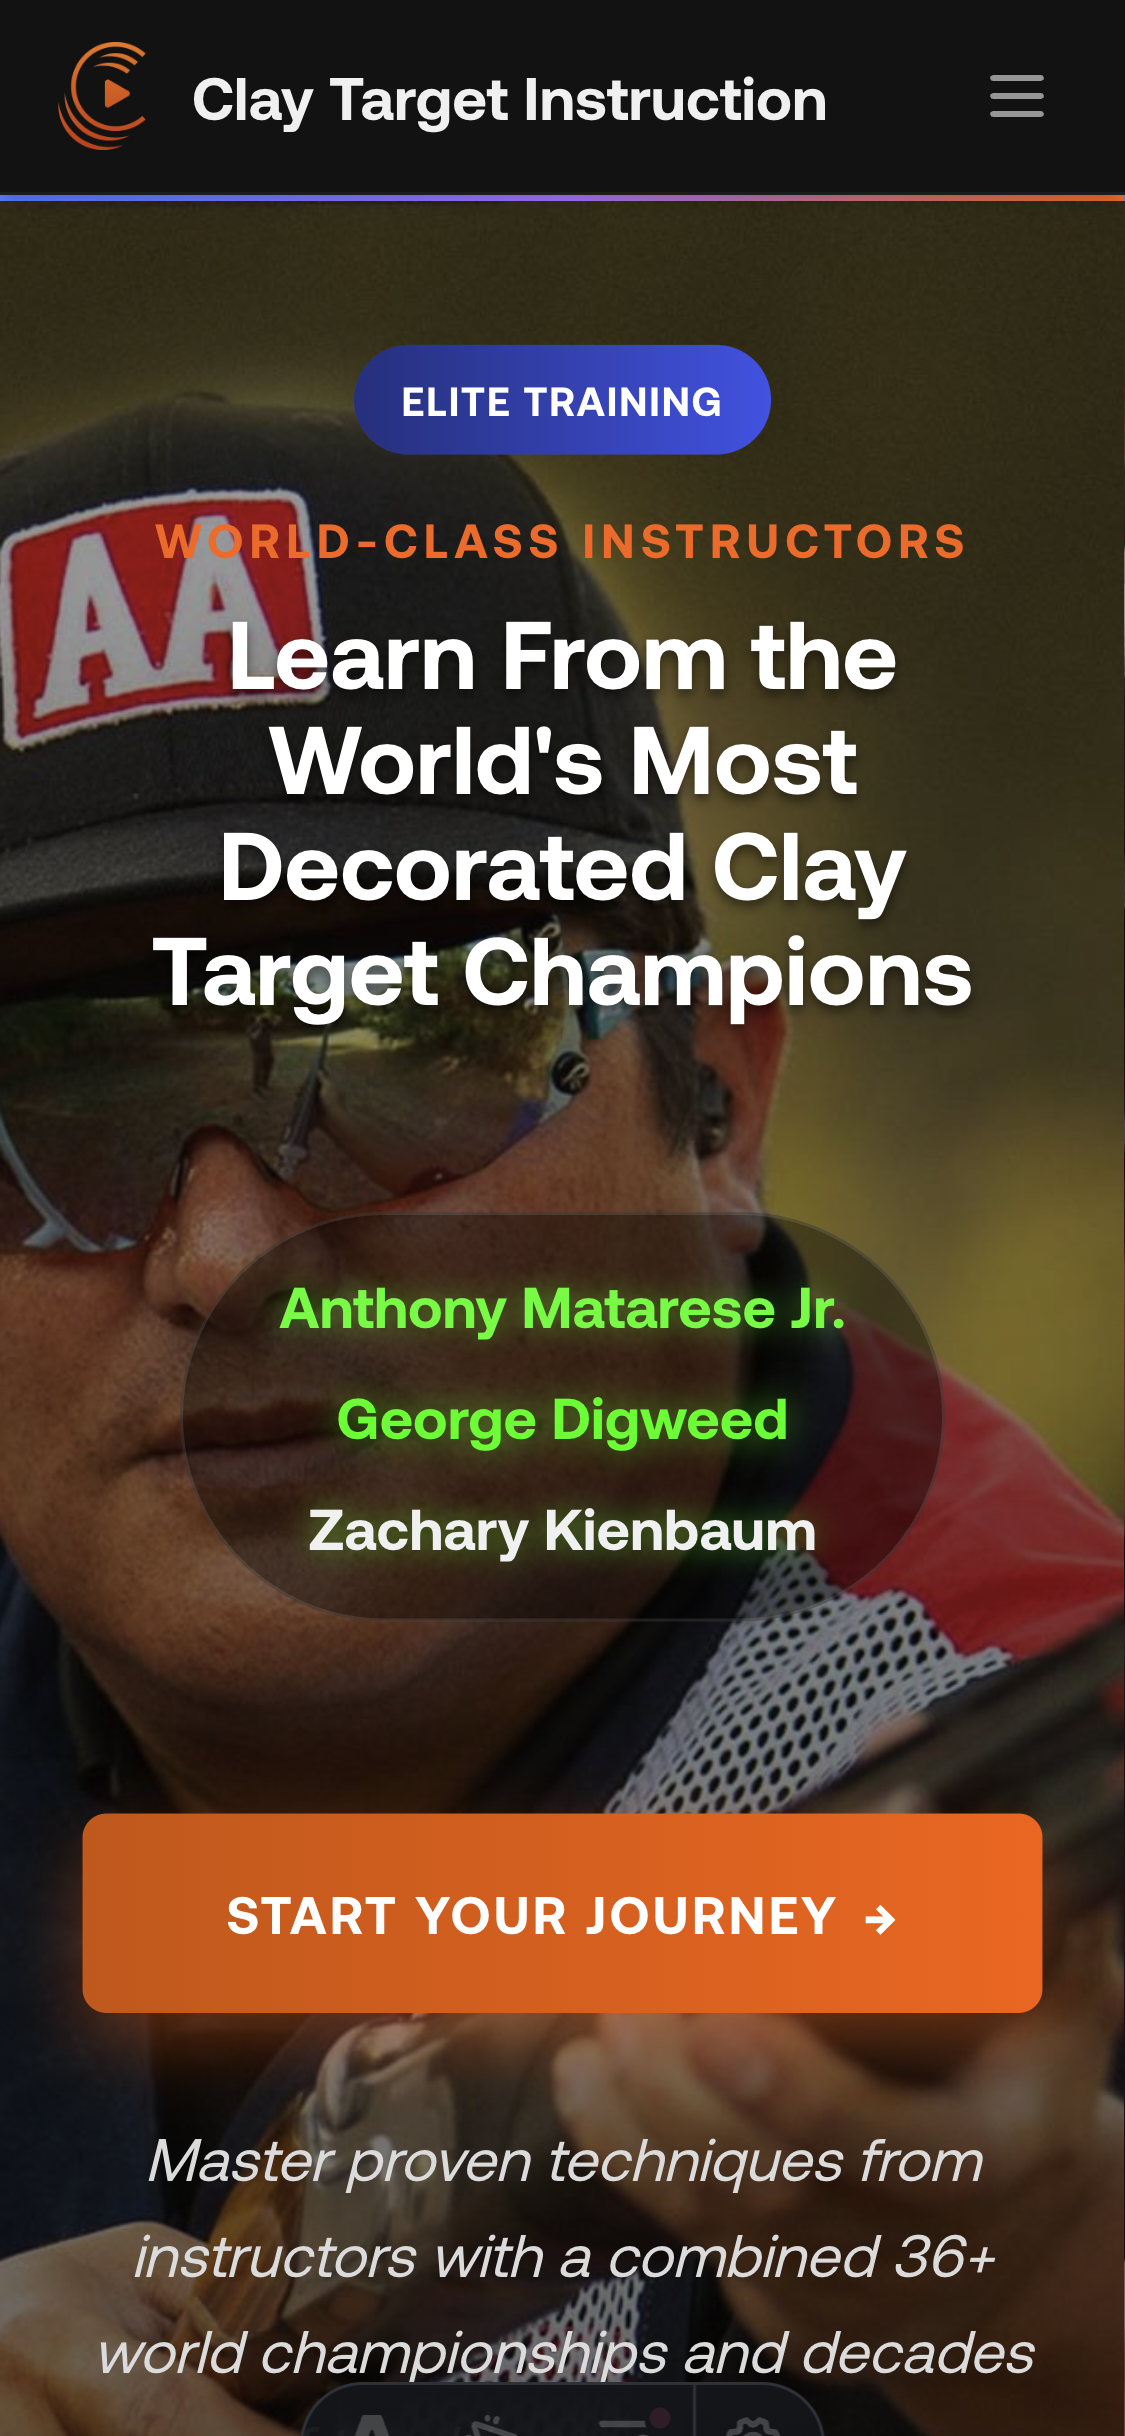 Clay Target Instruction
ELITE TRAINING
WORLD-CLASS INSTRUCTORS
AA
Learn From the
World's Most
Decorated Clay
Target Champions
Anthony Matarese Jr.
George Digweed
Zachary Kienbaum
START YOUR JOURNEY →
Master proven techniques from
instructors with a combined 36+
world championships and decades